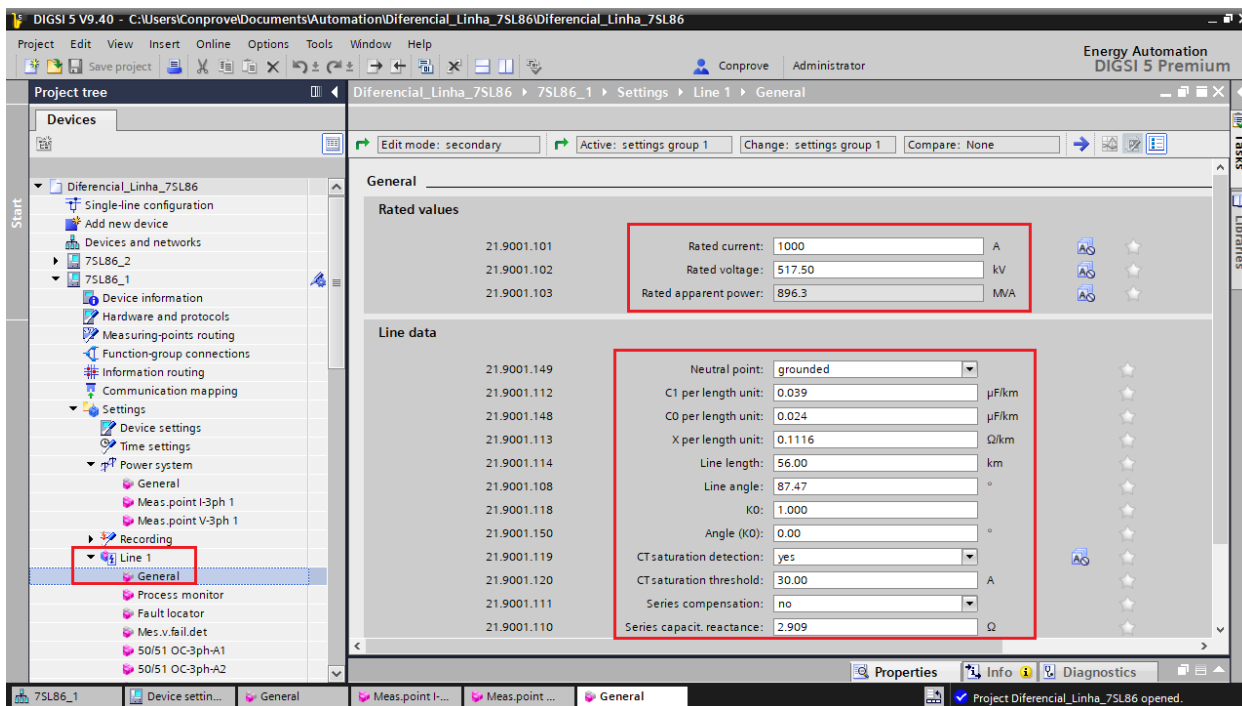 DIGSI 5 V9.40 - C:\Users\Conprove\Documents\Automation\Diferencial_Linha_7SL86\Diferencial_Linha_7SL86
Project Edit View Insert Online Options Tools Window Help
Save project
Conprove Administrator
Energy Automation
DIGSI 5 Premium
Project tree
Diferencial_Linha_7SL86 ▸ 7SL86_1 ▸ Settings ▸ Line 1 ▸ General
Devices
Start
Diferencial_Linha_7SL86
Single-line configuration
Add new device
Devices and networks
7SL86_2
7SL86_1
Device information
Hardware and protocols
Measuring-points routing
Function-group connections
Information routing
Communication mapping
Settings
Device settings
Time settings
Power system
General
Meas.point I-3ph 1
Meas.point V-3ph 1
Recording
Line 1
General
Process monitor
Fault locator
Mes.v.fail.det
50/51 OC-3ph-A1
50/51 OC-3ph-A2
Edit mode: secondary
Active: settings group 1
Change: settings group 1
Compare: None
General
Rated values
21.9001.101 Rated current: 1000 A
21.9001.102 Rated voltage: 517.50 kV
21.9001.103 Rated apparent power: 896.3 MVA
Line data
21.9001.149 Neutral point: grounded
21.9001.112 C1 per length unit: 0.039 µF/km
21.9001.148 C0 per length unit: 0.024 µF/km
21.9001.113 X per length unit: 0.1116 Ω/km
21.9001.114 Line length: 56.00 km
21.9001.108 Line angle: 87.47 °
21.9001.118 K0: 1.000
21.9001.150 Angle (K0): 0.00 °
21.9001.119 CT saturation detection: yes
21.9001.120 CT saturation threshold: 30.00 A
21.9001.111 Series compensation: no
21.9001.110 Series capacit. reactance: 2.909 Ω
Tasks
Libraries
Properties Info Diagnostics
7SL86_1 Device settin... General Meas.point I-... Meas.point ... General
Project Diferencial_Linha_7SL86 opened.